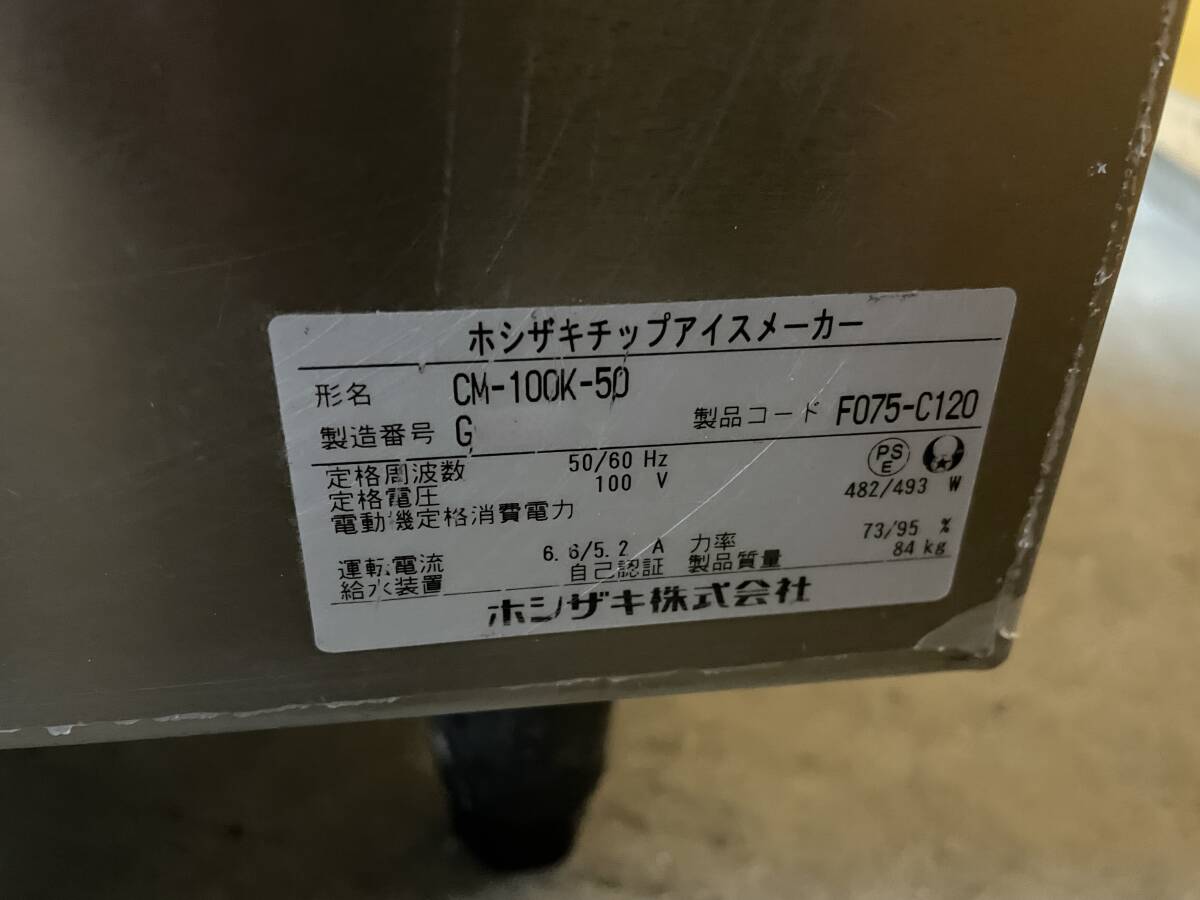 ホシザキチップアイスメーカー
形名 CM-100K-50
製造番号 G 製品コード F075-C120
定格周波数 50/60 Hz
定格電圧 100 V
PS E
電動機定格消費電力 482/493 W
運転電流 6.6/5.2 A 力率 73/95 %
給水装置 自己認証 製品質量 84 kg
ホシザキ株式会社